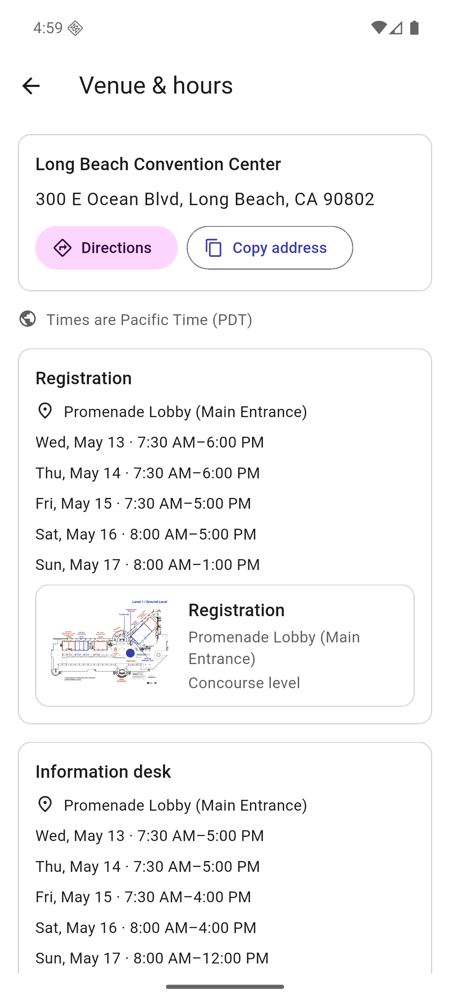 4:59
Venue & hours
Long Beach Convention Center
300 E Ocean Blvd, Long Beach, CA 90802
Directions
Copy address
Times are Pacific Time (PDT)
Registration
Promenade Lobby (Main Entrance)
Wed, May 13 · 7:30 AM–6:00 PM
Thu, May 14 · 7:30 AM–6:00 PM
Fri, May 15 · 7:30 AM–5:00 PM
Sat, May 16 · 8:00 AM–5:00 PM
Sun, May 17 · 8:00 AM–1:00 PM
Level 1 / Ground Level
Registration
Promenade Lobby (Main
Entrance)
Concourse level
Information desk
Promenade Lobby (Main Entrance)
Wed, May 13 · 7:30 AM–5:00 PM
Thu, May 14 · 7:30 AM–5:00 PM
Fri, May 15 · 7:30 AM–4:00 PM
Sat, May 16 · 8:00 AM–4:00 PM
Sun, May 17 · 8:00 AM–12:00 PM